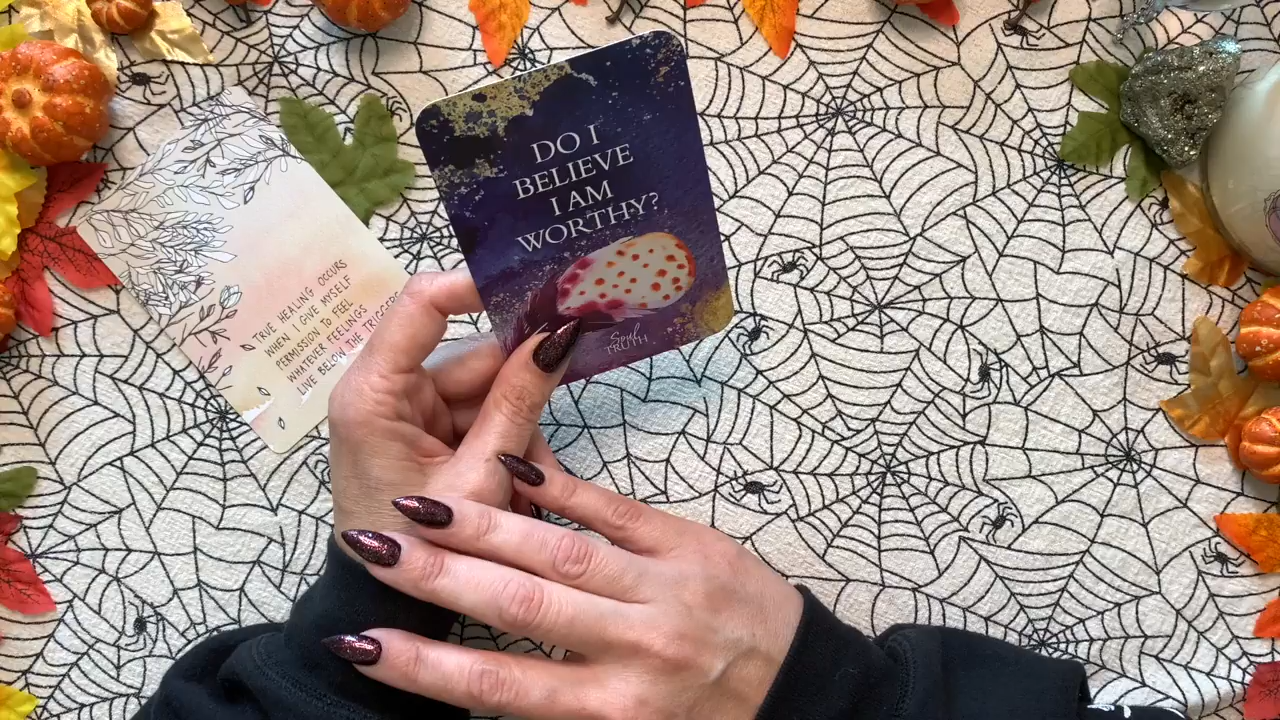 DO I
BELIEVE
I AM
WORTHY?
Soul
TRUTH
TRUE HEALING OCCURS
WHEN I GIVE MYSELF
PERMISSION TO FEEL
WHATEVER FEELINGS
LIVE BELOW THE TRIGGERS